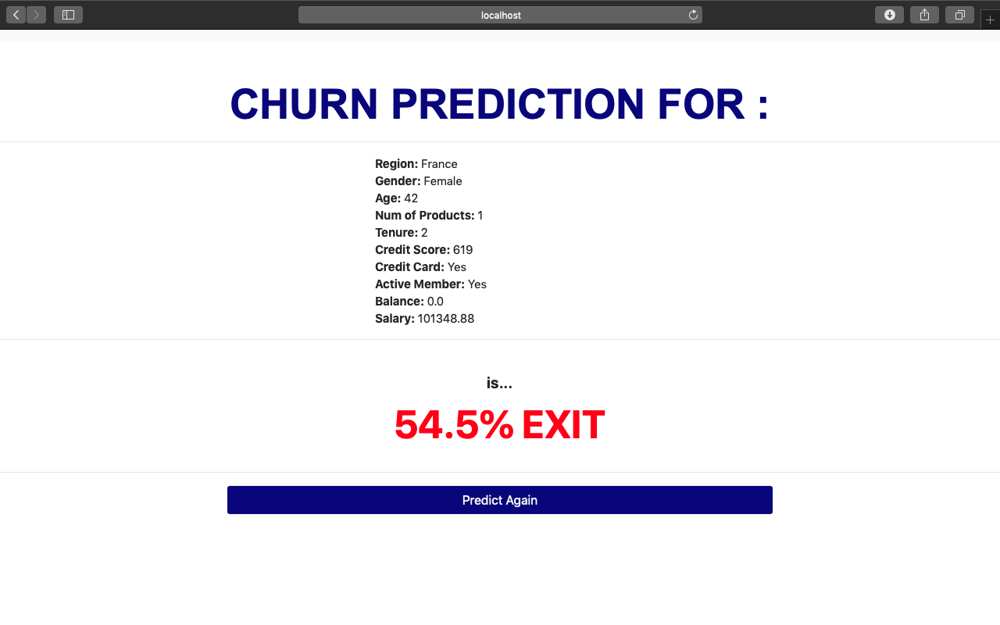 localhost
CHURN PREDICTION FOR :
Region: France
Gender: Female
Age: 42
Num of Products: 1
Tenure: 2
Credit Score: 619
Credit Card: Yes
Active Member: Yes
Balance: 0.0
Salary: 101348.88
is...
54.5% EXIT
Predict Again